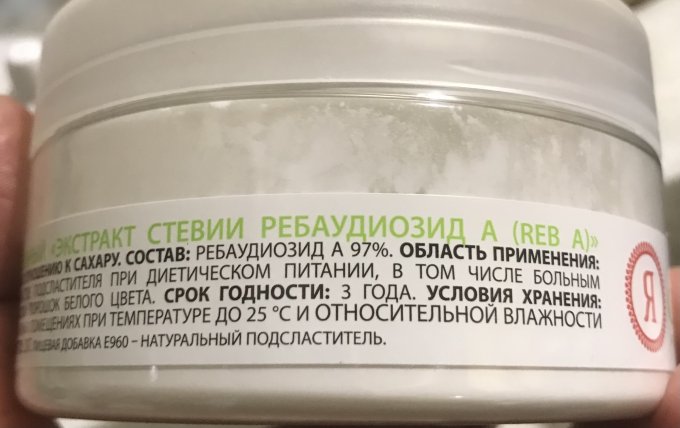 «ЭКСТРАКТ СТЕВИИ РЕБАУДИОЗИД А (REB A)»
К САХАРУ. СОСТАВ: РЕБАУДИОЗИД А 97%. ОБЛАСТЬ ПРИМЕНЕНИЯ:
ПОДСЛАСТИТЕЛЯ ПРИ ДИЕТИЧЕСКОМ ПИТАНИИ, В ТОМ ЧИСЛЕ БОЛЬНЫМ
ПОРОШОК БЕЛОГО ЦВЕТА. СРОК ГОДНОСТИ: 3 ГОДА. УСЛОВИЯ ХРАНЕНИЯ:
ПОМЕЩЕНИЯХ ПРИ ТЕМПЕРАТУРЕ ДО 25 °С И ОТНОСИТЕЛЬНОЙ ВЛАЖНОСТИ
ПИЩЕВАЯ ДОБАВКА Е960 – НАТУРАЛЬНЫЙ ПОДСЛАСТИТЕЛЬ.
Я